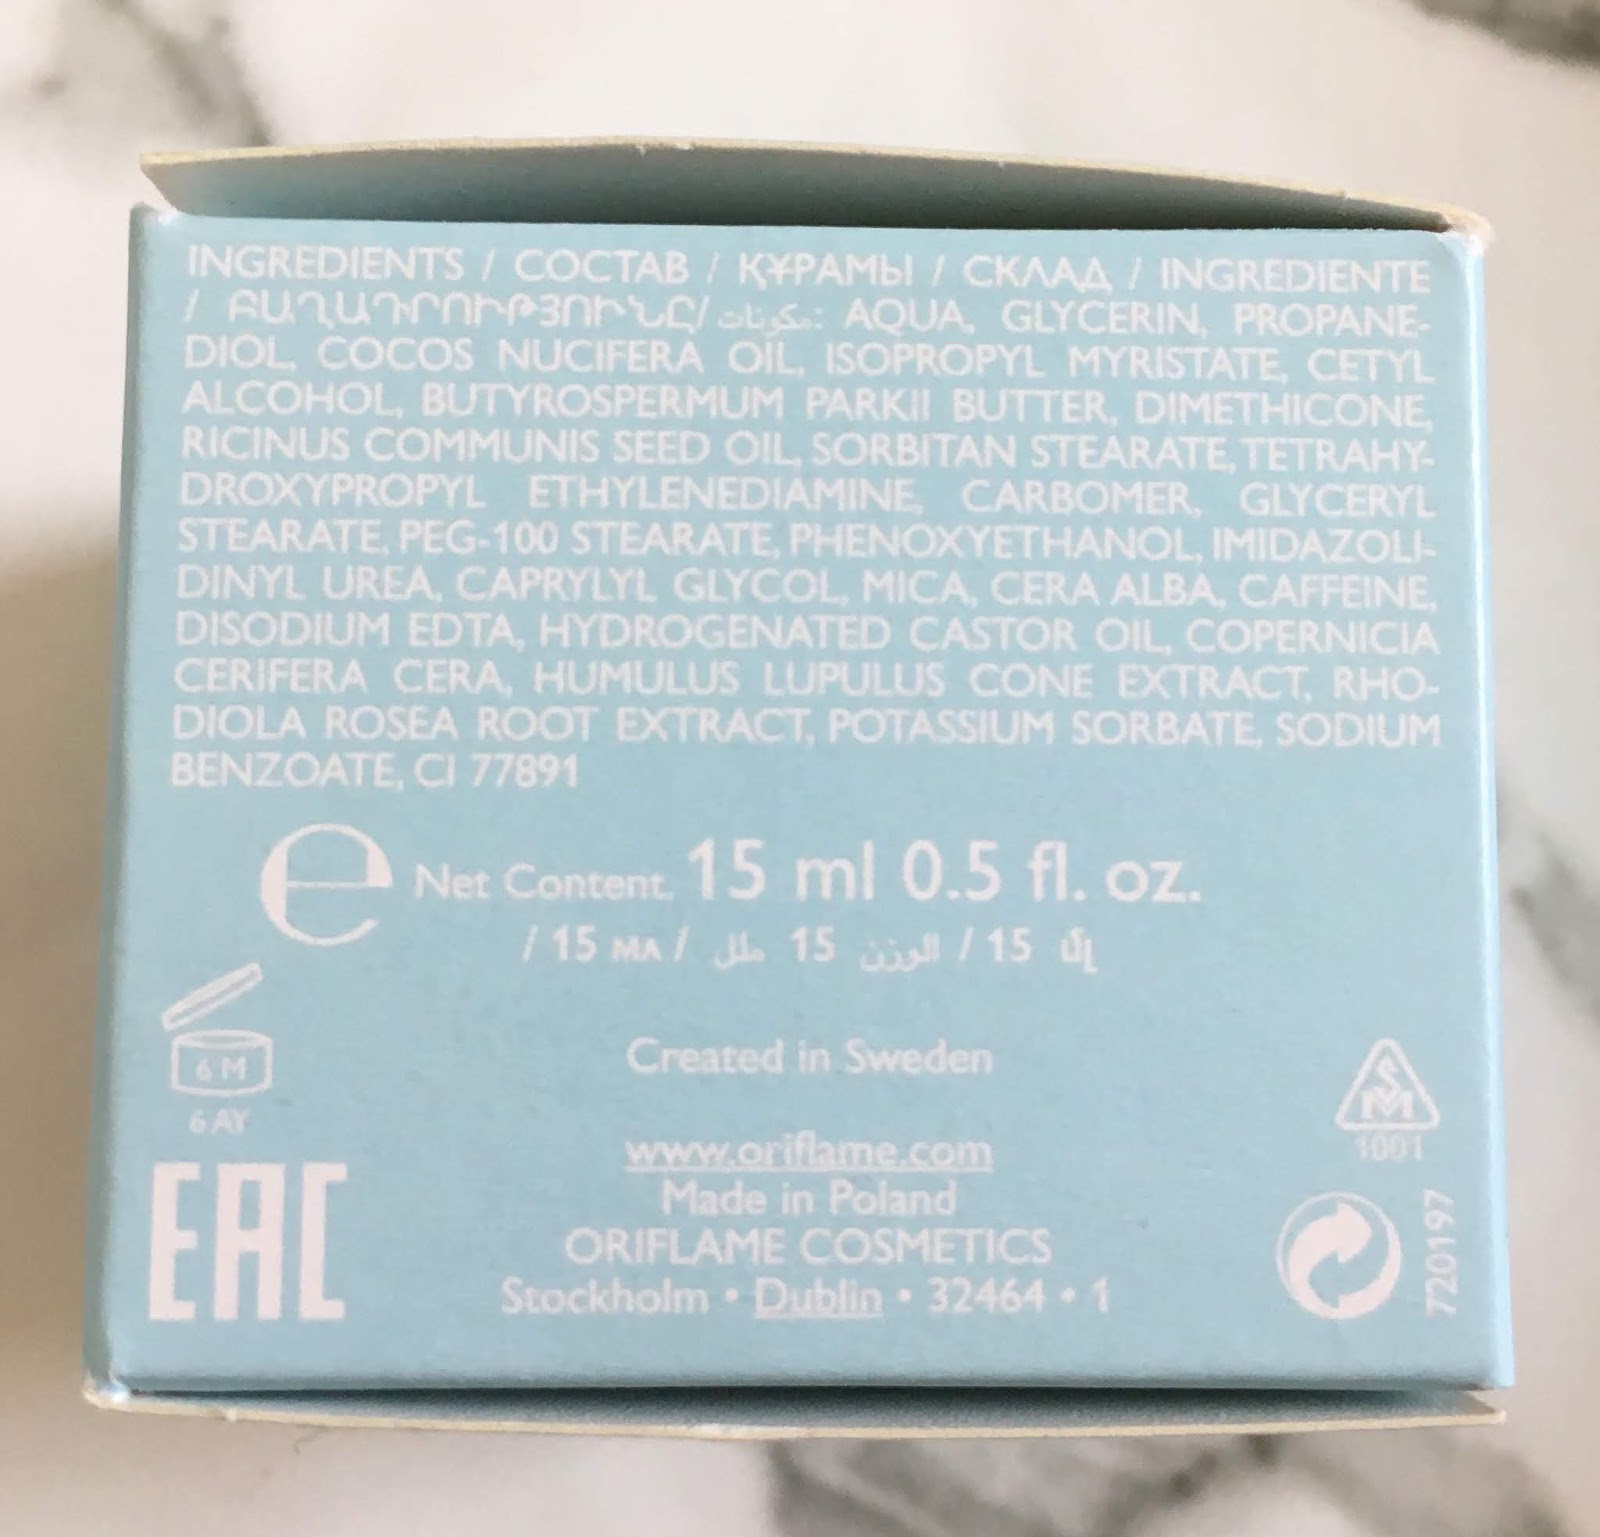 INGREDIENTS / СОСТАВ / ҚҰРАМЫ / СКЛАД / INGREDIENTE
/ ԲԱՂԱԴՐՈՒԹՅՈՒՆԸ/ مكونات: AQUA, GLYCERIN, PROPANE-
DIOL, COCOS NUCIFERA OIL, ISOPROPYL MYRISTATE, CETYL
ALCOHOL, BUTYROSPERMUM PARKII BUTTER, DIMETHICONE,
RICINUS COMMUNIS SEED OIL, SORBITAN STEARATE, TETRAHY-
DROXYPROPYL ETHYLENEDIAMINE, CARBOMER, GLYCERYL
STEARATE, PEG-100 STEARATE, PHENOXYETHANOL, IMIDAZOLI-
DINYL UREA, CAPRYLYL GLYCOL, MICA, CERA ALBA, CAFFEINE,
DISODIUM EDTA, HYDROGENATED CASTOR OIL, COPERNICIA
CERIFERA CERA, HUMULUS LUPULUS CONE EXTRACT, RHO-
DIOLA ROSEA ROOT EXTRACT, POTASSIUM SORBATE, SODIUM
BENZOATE, CI 77891
e Net Content. 15 ml 0.5 fl. oz.
/ 15 мл / الوزن 15 ملل / 15 մլ
6 M
6 AY
Created in Sweden
SM
1001
EAC
www.oriflame.com
Made in Poland
ORIFLAME COSMETICS
Stockholm • Dublin • 32464 • 1
720197